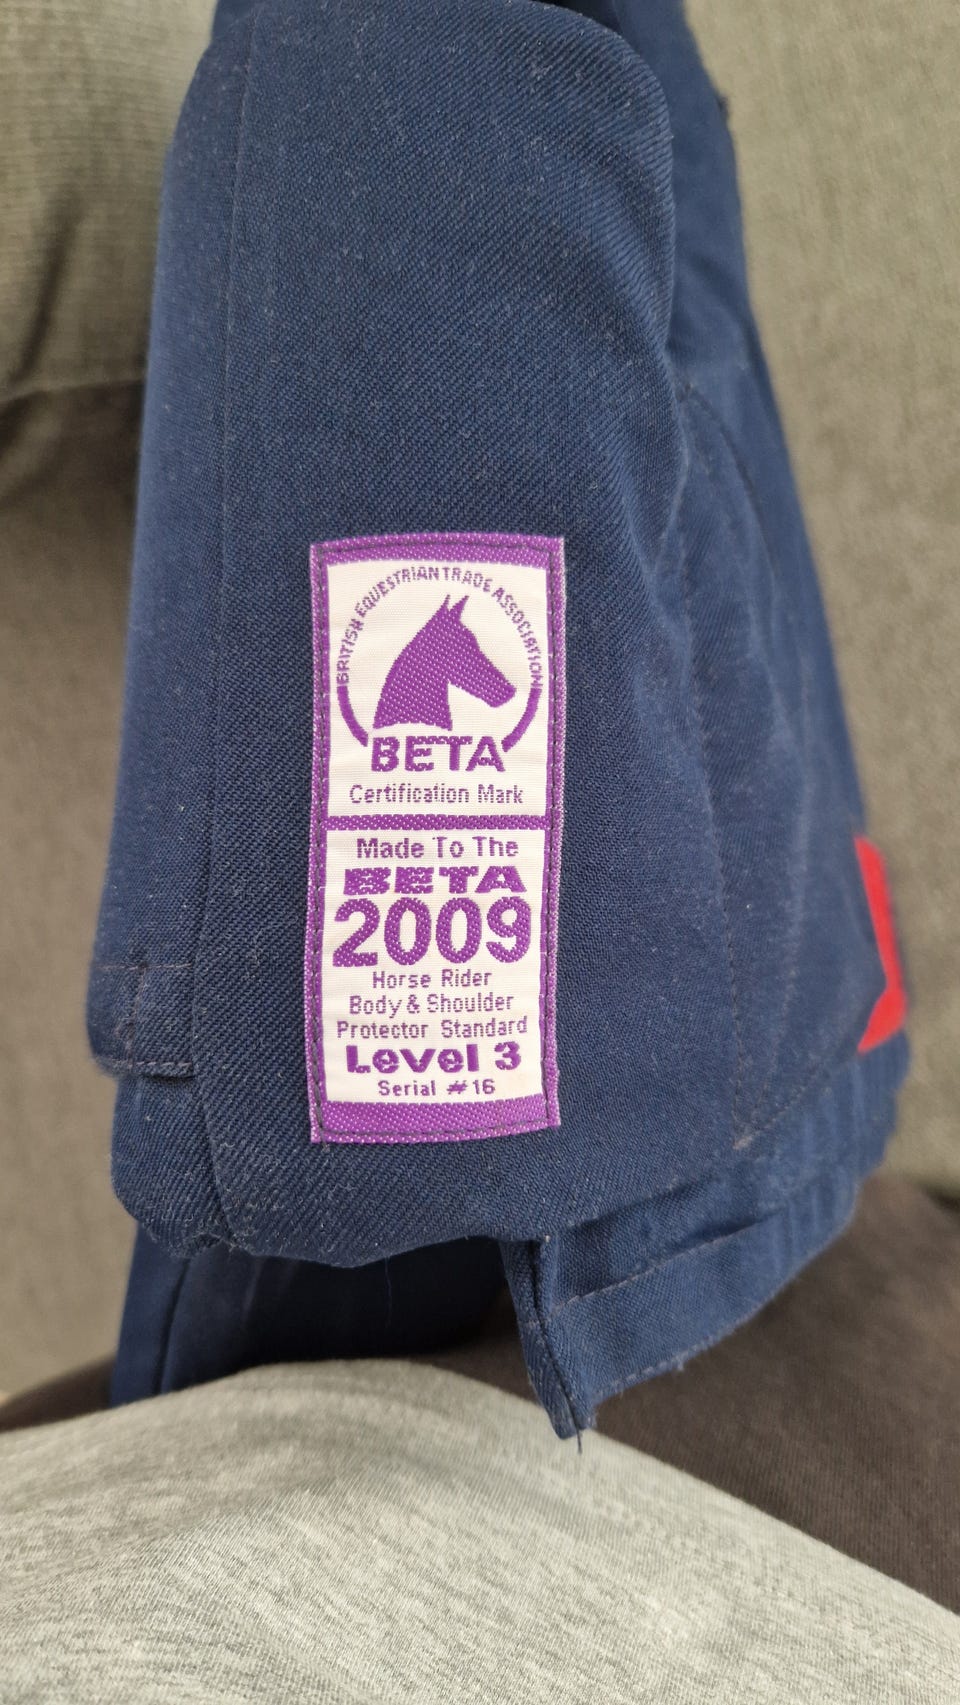 BRITISH EQUESTRIAN TRADE ASSOCIATION
BETA
Certification Mark
Made To The
BETA
2009
Horse Rider
Body & Shoulder
Protector Standard
Level 3
Serial #16